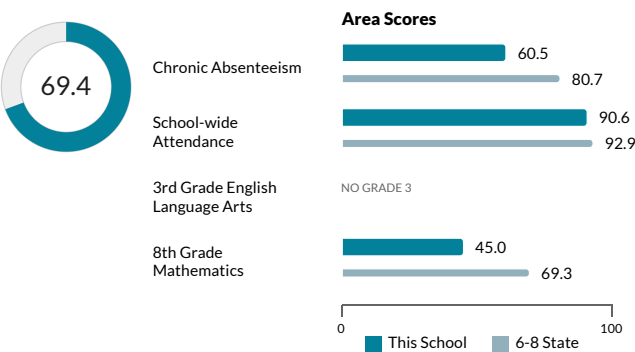 Area Scores
69.4
Chronic Absenteeism
60.5
80.7
School-wide
Attendance
90.6
92.9
3rd Grade English
Language Arts
NO GRADE 3
8th Grade
Mathematics
45.0
69.3
0
100
This School
6-8 State